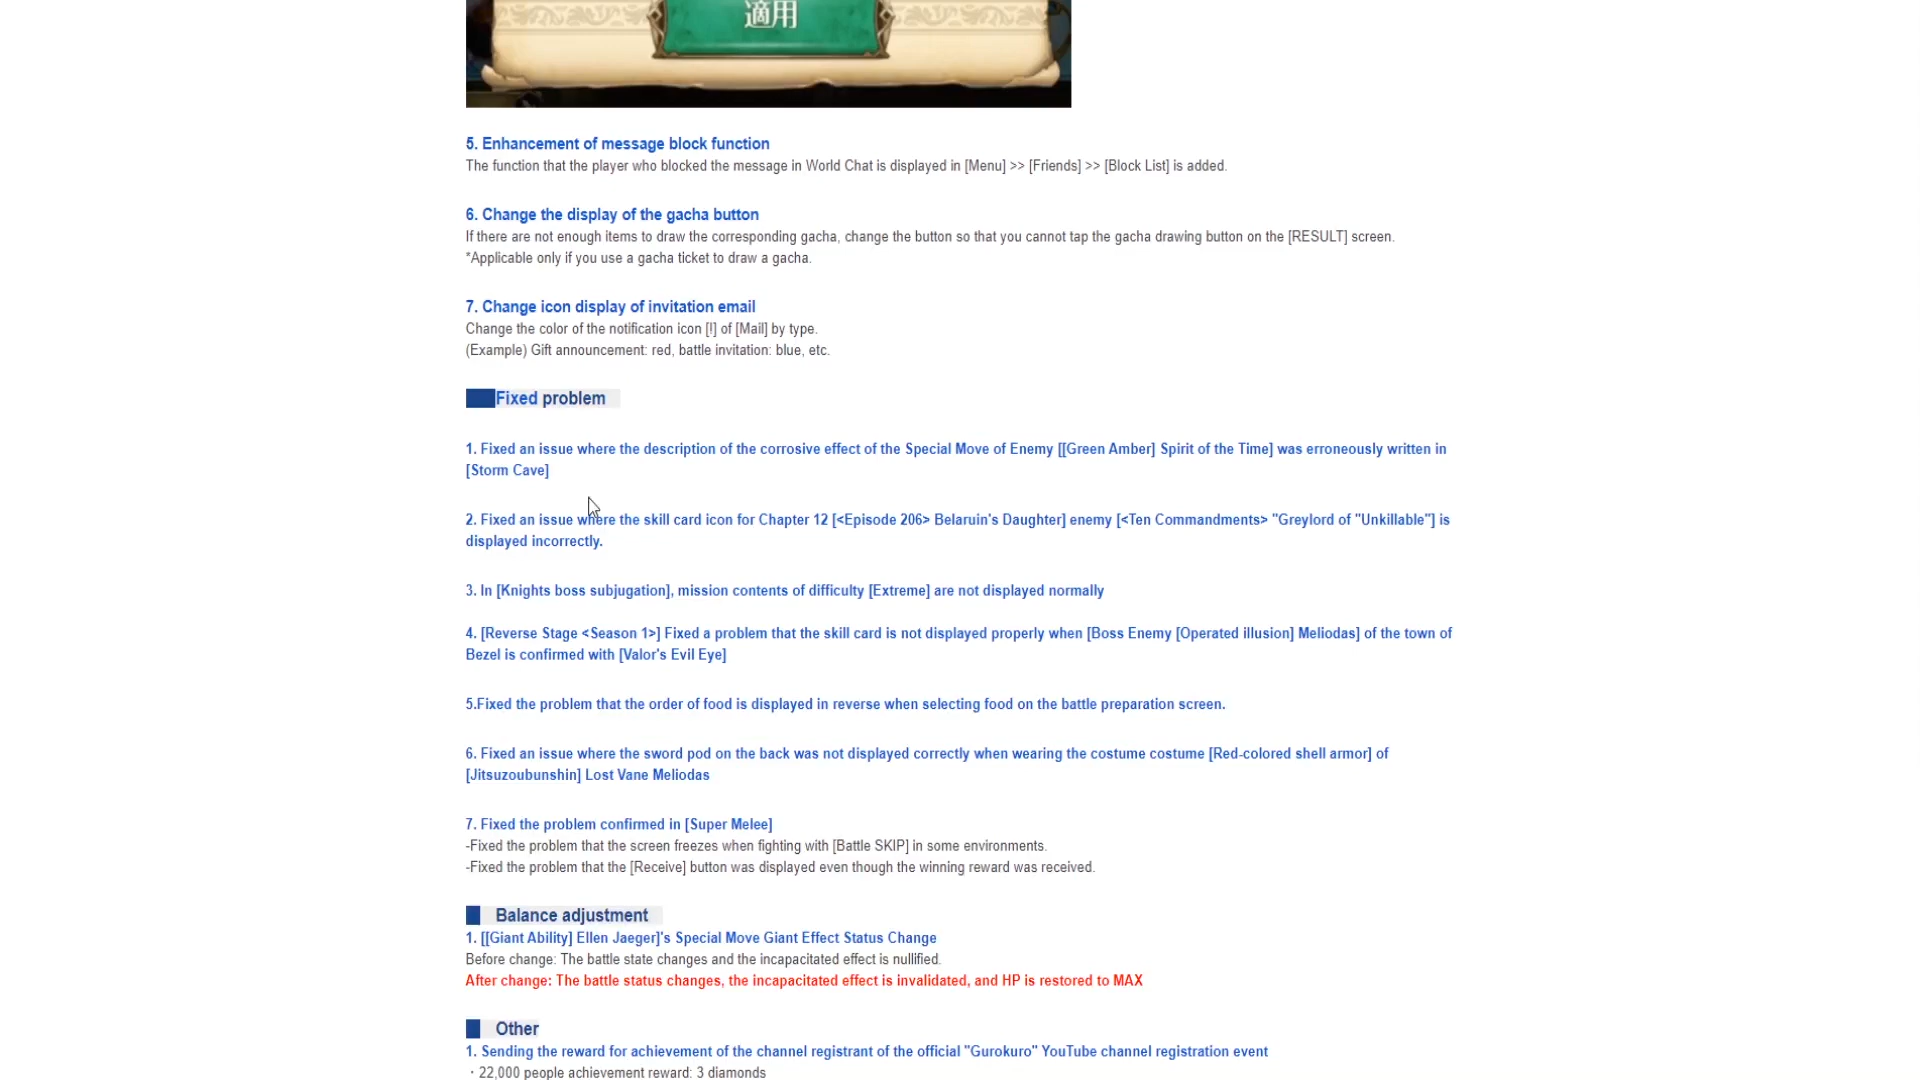 適用
5. Enhancement of message block function
The function that the player who blocked the message in World Chat is displayed in [Menu] >> [Friends] >> [Block List] is added.
6. Change the display of the gacha button
If there are not enough items to draw the corresponding gacha, change the button so that you cannot tap the gacha drawing button on the [RESULT] screen.
*Applicable only if you use a gacha ticket to draw a gacha.
7. Change icon display of invitation email
Change the color of the notification icon [!] of [Mail] by type.
(Example) Gift announcement: red, battle invitation: blue, etc.
Fixed problem
1. Fixed an issue where the description of the corrosive effect of the Special Move of Enemy [[Green Amber] Spirit of the Time] was erroneously written in
[Storm Cave]
2. Fixed an issue where the skill card icon for Chapter 12 [<Episode 206> Belaruin's Daughter] enemy [<Ten Commandments> "Greylord of "Unkillable"] is
displayed incorrectly.
3. In [Knights boss subjugation], mission contents of difficulty [Extreme] are not displayed normally
4. [Reverse Stage <Season 1>] Fixed a problem that the skill card is not displayed properly when [Boss Enemy [Operated illusion] Meliodas] of the town of
Bezel is confirmed with [Valor's Evil Eye]
5.Fixed the problem that the order of food is displayed in reverse when selecting food on the battle preparation screen.
6. Fixed an issue where the sword pod on the back was not displayed correctly when wearing the costume costume [Red-colored shell armor] of
[Jitsuzoubunshin] Lost Vane Meliodas
7. Fixed the problem confirmed in [Super Melee]
-Fixed the problem that the screen freezes when fighting with [Battle SKIP] in some environments.
-Fixed the problem that the [Receive] button was displayed even though the winning reward was received.
Balance adjustment
1. [[Giant Ability] Ellen Jaeger]'s Special Move Giant Effect Status Change
Before change: The battle state changes and the incapacitated effect is nullified.
After change: The battle status changes, the incapacitated effect is invalidated, and HP is restored to MAX
Other
1. Sending the reward for achievement of the channel registrant of the official "Gurokuro" YouTube channel registration event
・22,000 people achievement reward: 3 diamonds